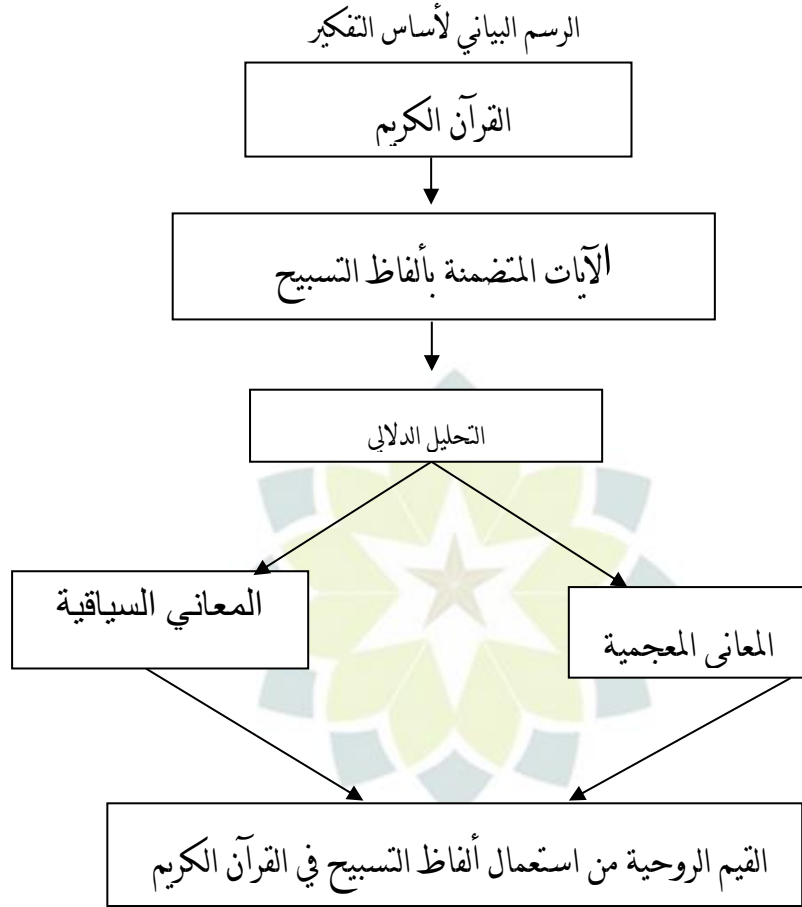 الرسم البياني لأساس التفكير
القرآن الكريم
الآيات المتضمنة بألفاظ التسبيح
التحليل الدلالي
المعاني السياقية
المعانى المعجمية
القيم الروحية من استعمال ألفاظ التسبيح في القرآن الكريم